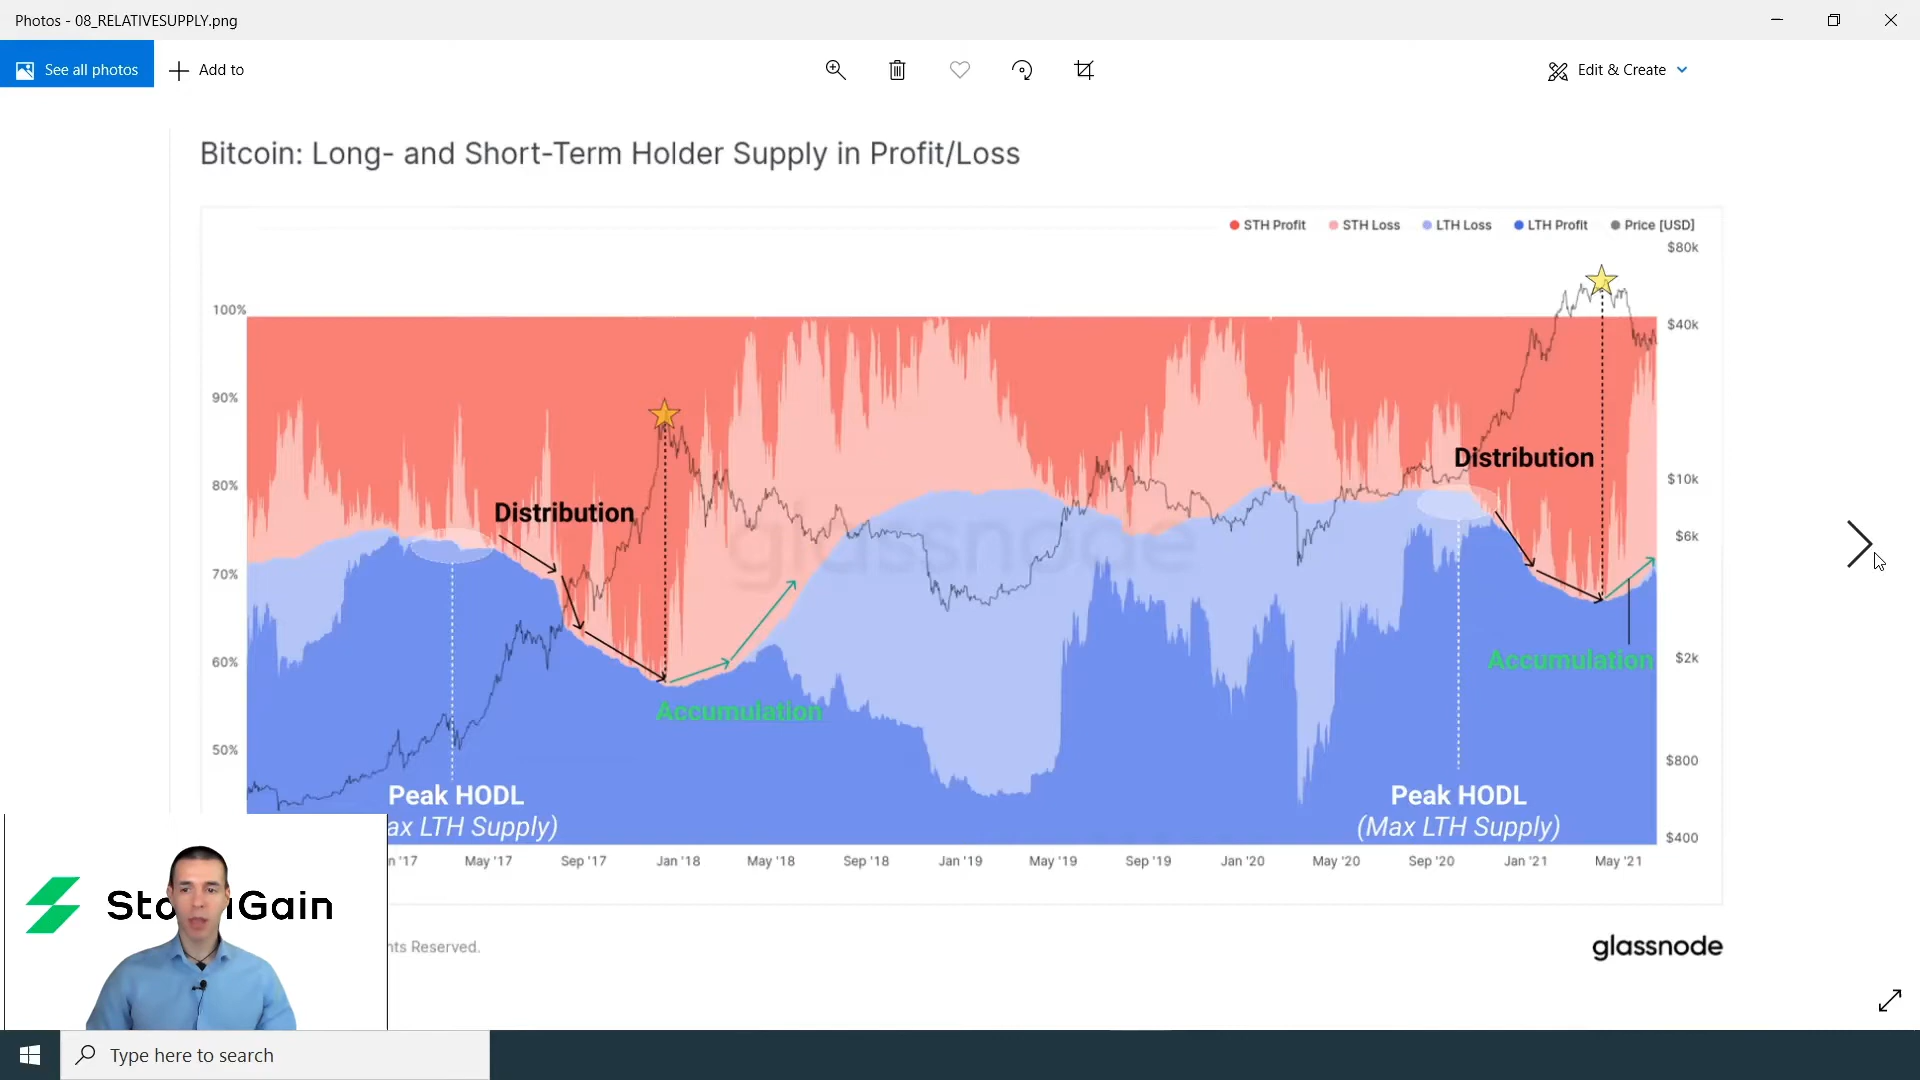 Photos - 08_RELATIVESUPPLY.png
See all photos
Add to
Edit & Create
Bitcoin: Long- and Short-Term Holder Supply in Profit/Loss
STH Profit
STH Loss
LTH Loss
LTH Profit
Price [USD]
$80k
100%
$40k
90%
Distribution
80%
$10k
Distribution
glassnode
$6k
70%
60%
Accumulation
$2k
Accumulation
50%
$800
Peak HODL
Peak HODL
LTH Supply)
(Max LTH Supply)
$400
'17
May '17
Sep '17
Jan '18
May '18
Sep '18
Jan '19
May '19
Sep '19
Jan '20
May '20
Sep '20
Jan '21
May '21
Gain
Reserved.
glassnode
Type here to search